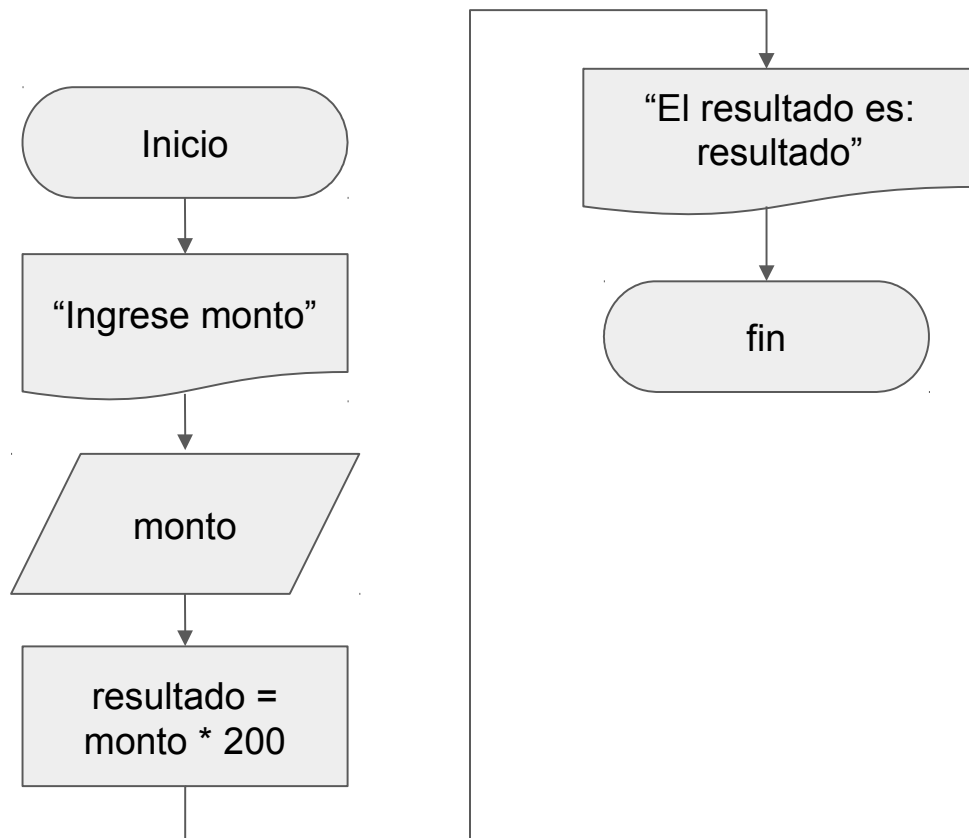 Inicio
“Ingrese monto”
monto
resultado =
monto * 200
“El resultado es:
resultado”
fin